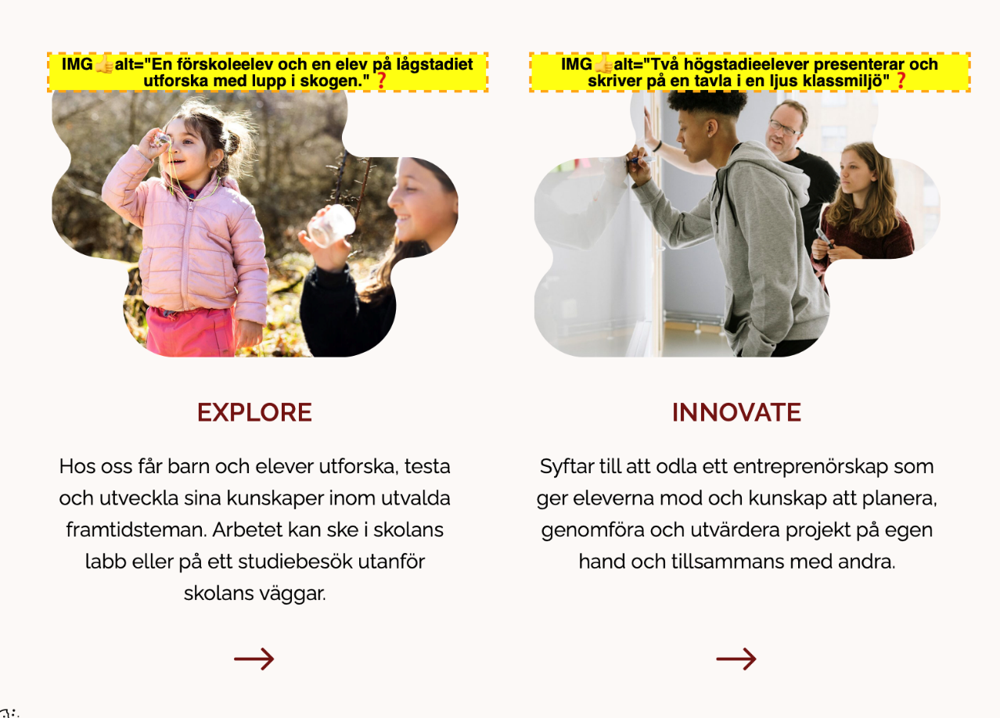 IMG👍alt="En förskoleelev och en elev på lågstadiet
utforska med lupp i skogen."❓
IMG👍alt="Två högstadieelever presenterar och
skriver på en tavla i en ljus klassmiljö"❓
EXPLORE
Hos oss får barn och elever utforska, testa
och utveckla sina kunskaper inom utvalda
framtidsteman. Arbetet kan ske i skolans
labb eller på ett studiebesök utanför
skolans väggar.
INNOVATE
Syftar till att odla ett entreprenörskap som
ger eleverna mod och kunskap att planera,
genomföra och utvärdera projekt på egen
hand och tillsammans med andra.